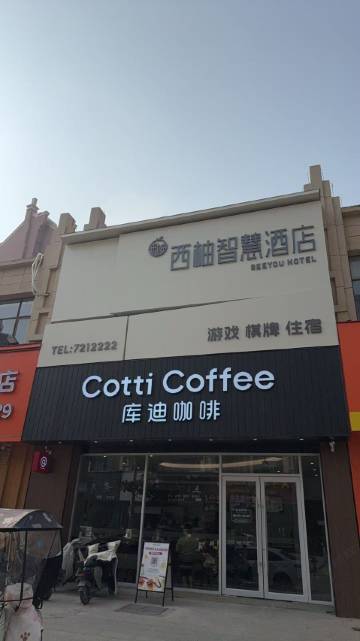 西柚智慧酒店
SEEYOU HOTEL
TEL:7212222
游戏 棋牌 住宿
Cotti Coffee
库迪咖啡
店